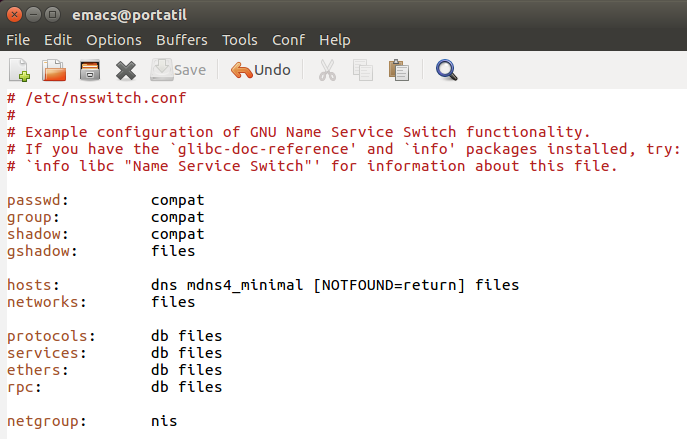 emacs@portatil
File Edit Options Buffers Tools Conf Help
Save Undo
# /etc/nsswitch.conf
#
# Example configuration of GNU Name Service Switch functionality.
# If you have the `glibc-doc-reference' and `info' packages installed, try:
# `info libc "Name Service Switch"' for information about this file.
passwd: compat
group: compat
shadow: compat
gshadow: files
hosts: dns mdns4_minimal [NOTFOUND=return] files
networks: files
protocols: db files
services: db files
ethers: db files
rpc: db files
netgroup: nis